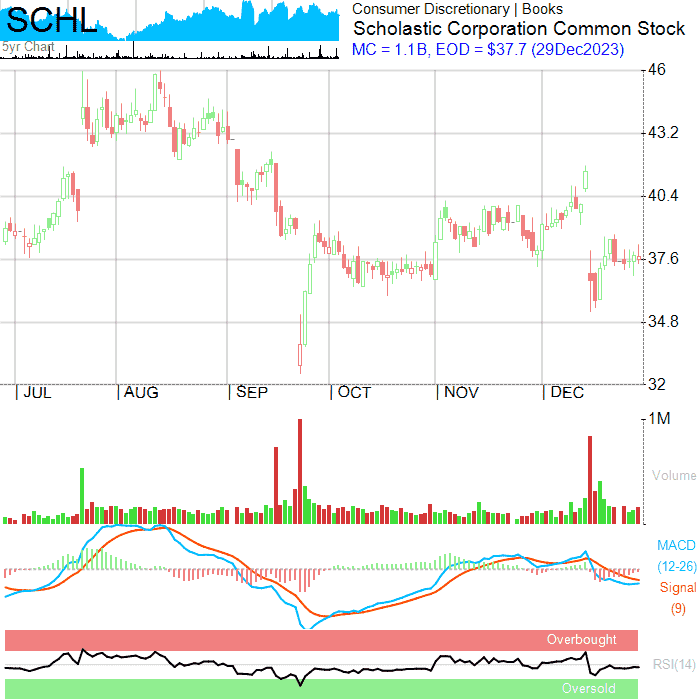 SCHL
5yr Chart
Consumer Discretionary | Books
Scholastic Corporation Common Stock
MC = 1.1B, EOD = $37.7 (29Dec2023)
46
43.2
40.4
37.6
34.8
32
| JUL | AUG | SEP | OCT | NOV | DEC
1M
Volume
MACD
(12-26)
Signal
(9)
Overbought
RSI(14)
Oversold